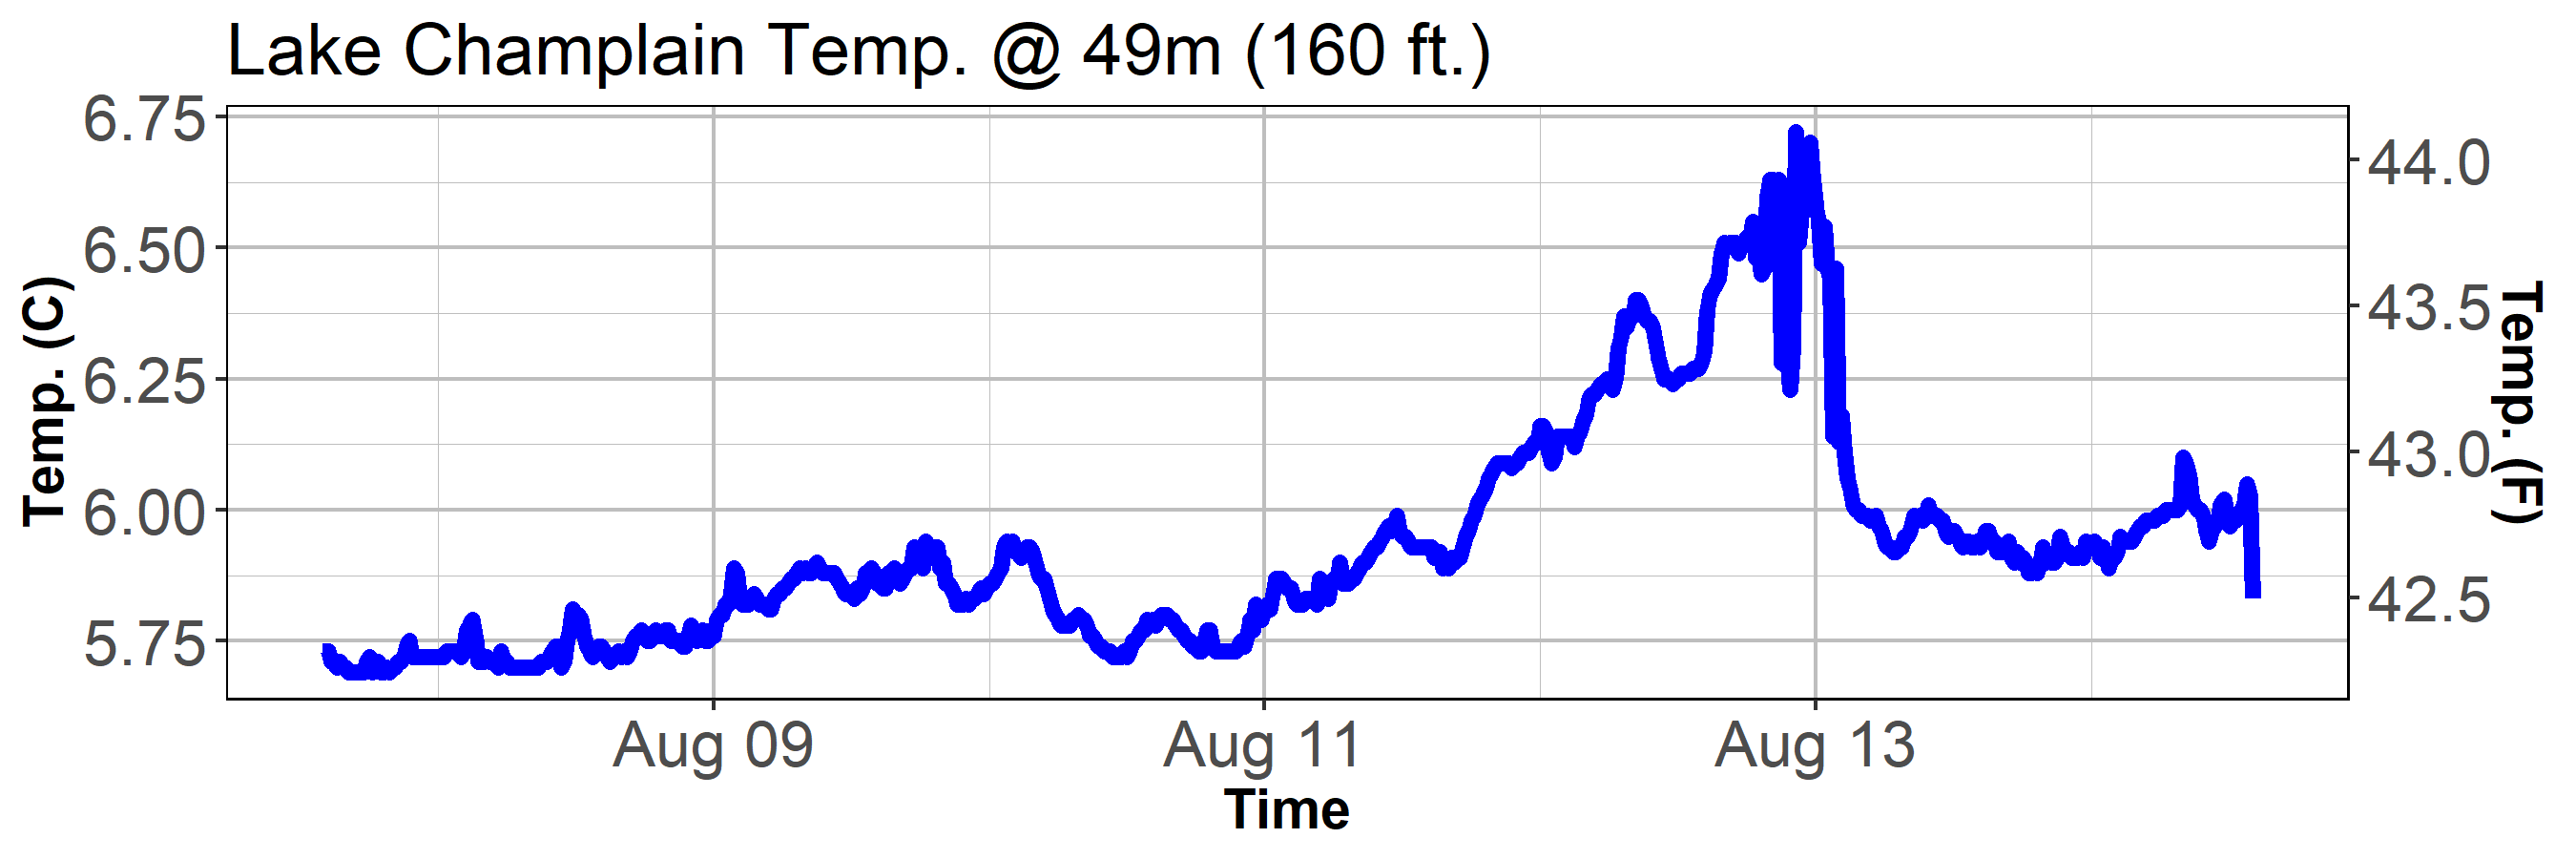 Lake Champlain Temp. @ 49m (160 ft.)
6.75
6.50
6.25
6.00
5.75
Temp. (C)
44.0
43.5
43.0
42.5
Temp. (F)
Aug 09 Aug 11 Aug 13
Time